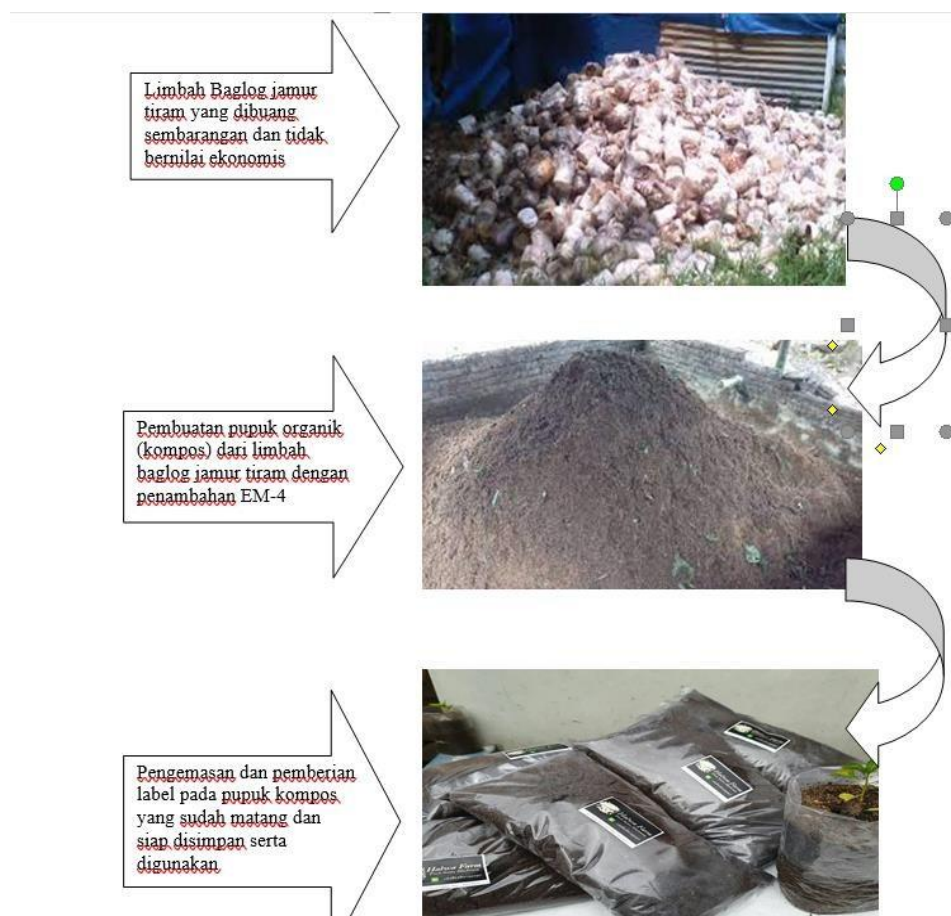 Limbah Baglog jamur
tiram yang dibuang
sembarangan dan tidak
bernilai ekonomis
Pembuatan pupuk organik
(kompos) dari limbah
baglog jamur tiram dengan
penambahan EM-4
Pengemasan dan pemberian
label pada pupuk kompos
yang sudah matang dan
siap disimpan serta
digunakan
Farm